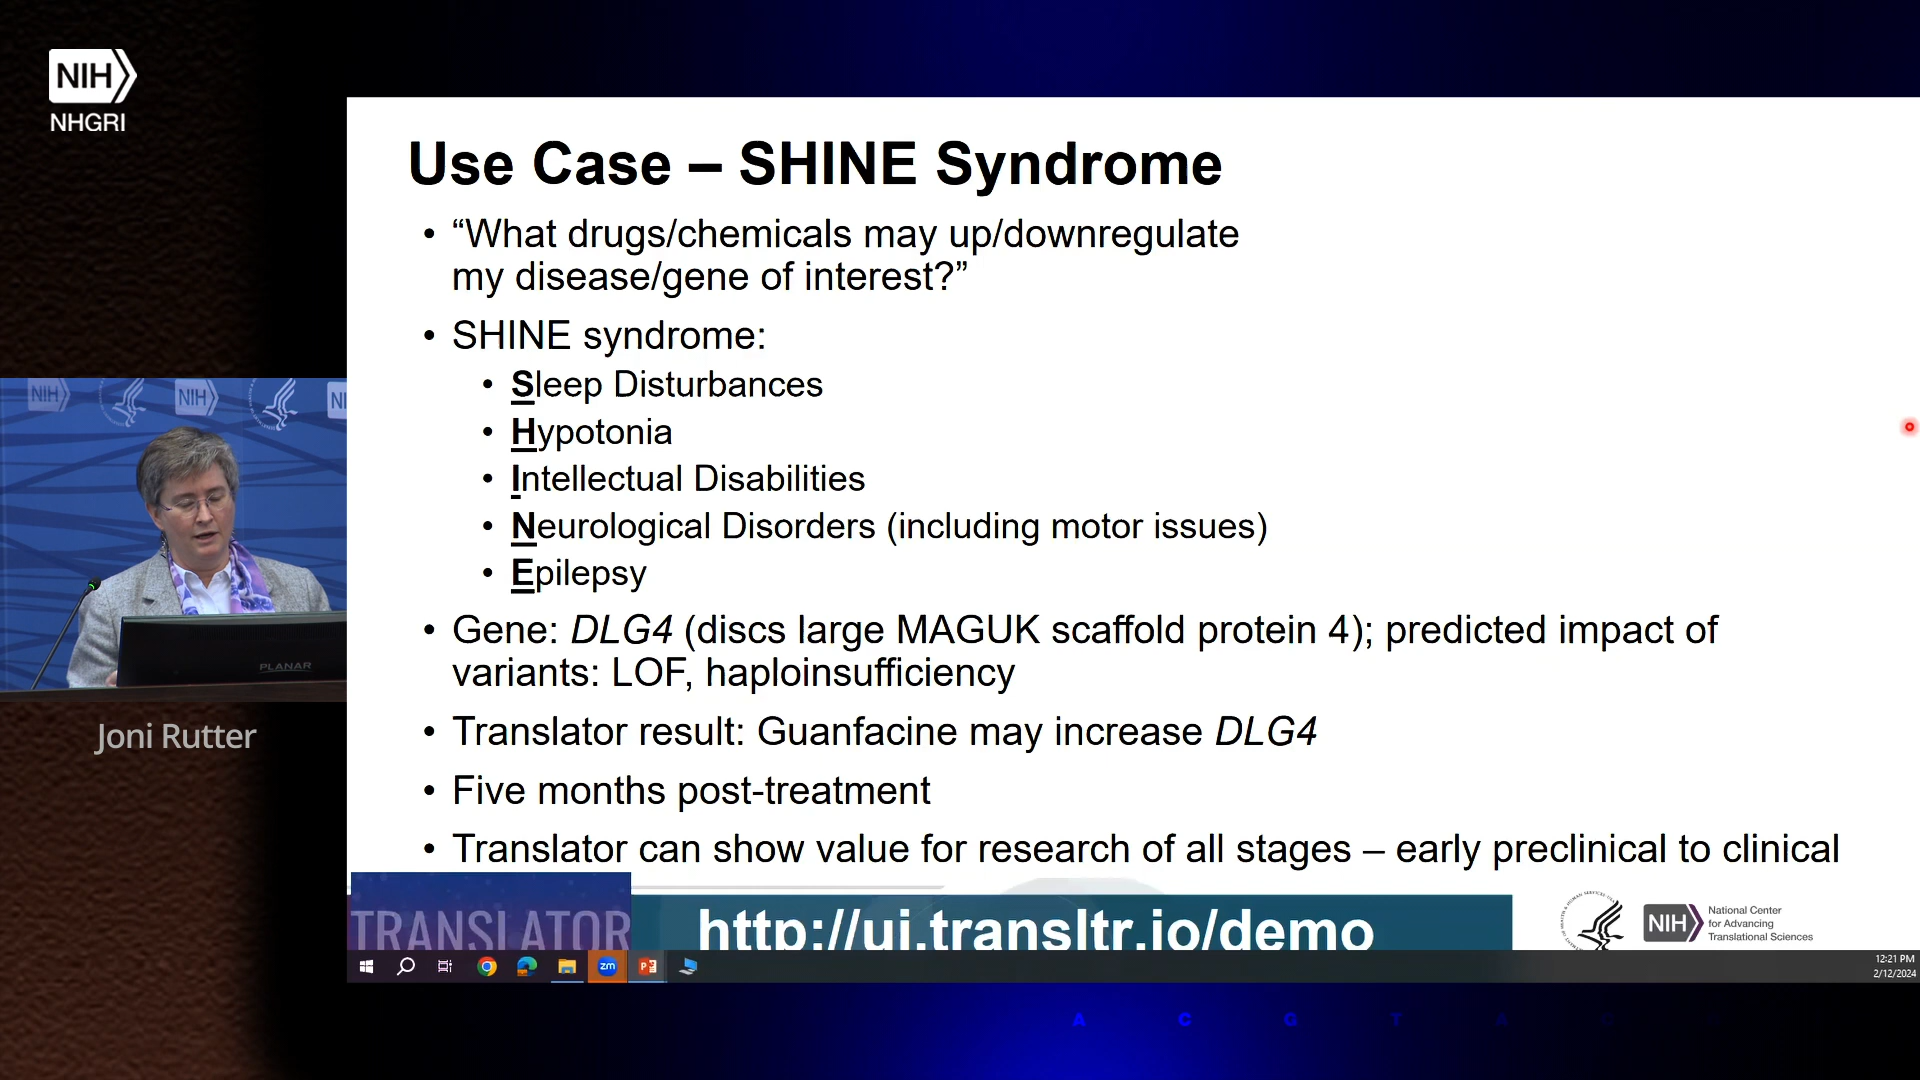 NIH
NHGRI
Use Case – SHINE Syndrome
• “What drugs/chemicals may up/downregulate
my disease/gene of interest?”
• SHINE syndrome:
• Sleep Disturbances
• Hypotonia
• Intellectual Disabilities
• Neurological Disorders (including motor issues)
• Epilepsy
• Gene: DLG4 (discs large MAGUK scaffold protein 4); predicted impact of
variants: LOF, haploinsufficiency
• Translator result: Guanfacine may increase DLG4
• Five months post-treatment
• Translator can show value for research of all stages – early preclinical to clinical
TRANSLATOR
http://ui.transltr.io/demo
NIH
National Center
for Advancing
Translational Sciences
zm
12:21 PM
2/12/2024
NIH
NIH
PLANAR
Joni Rutter
A C G T A